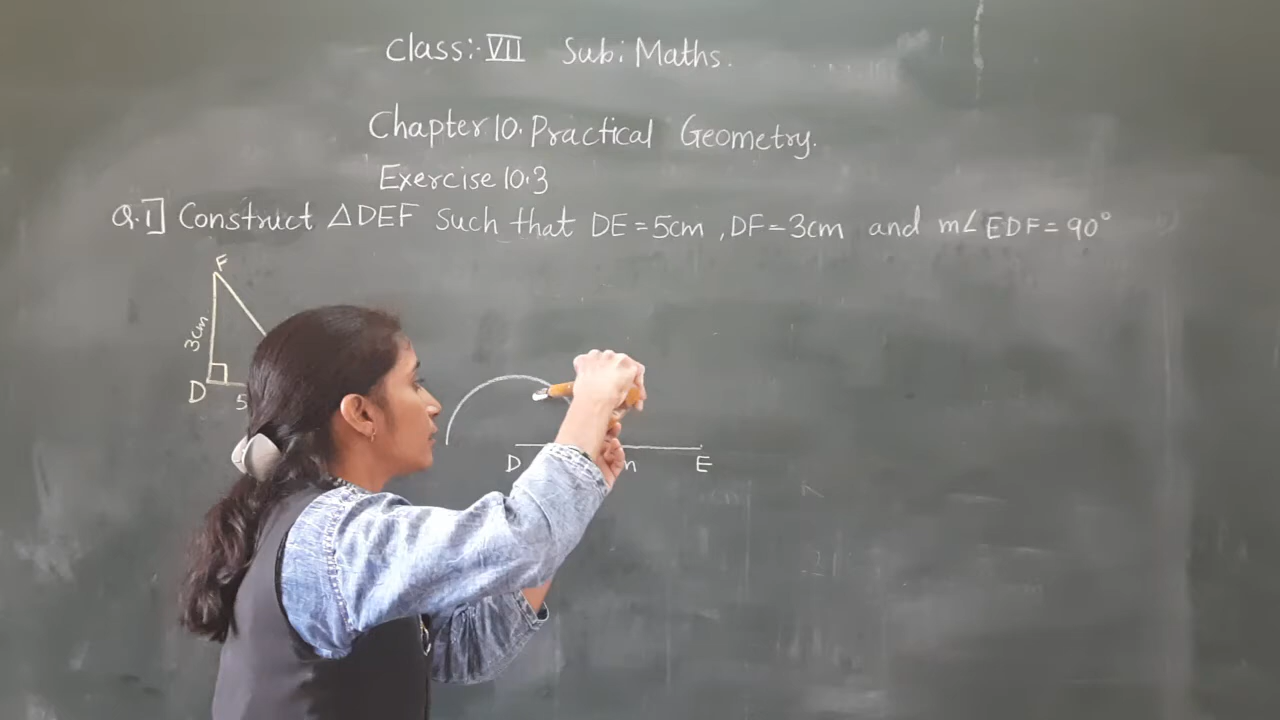 Class:- VII Sub: Maths.
Chapter 10. Practical Geometry.
Exercise 10.3
Q.1] Construct △DEF such that DE = 5cm, DF = 3cm and m∠EDF = 90°
F
3cm
D
5
D E